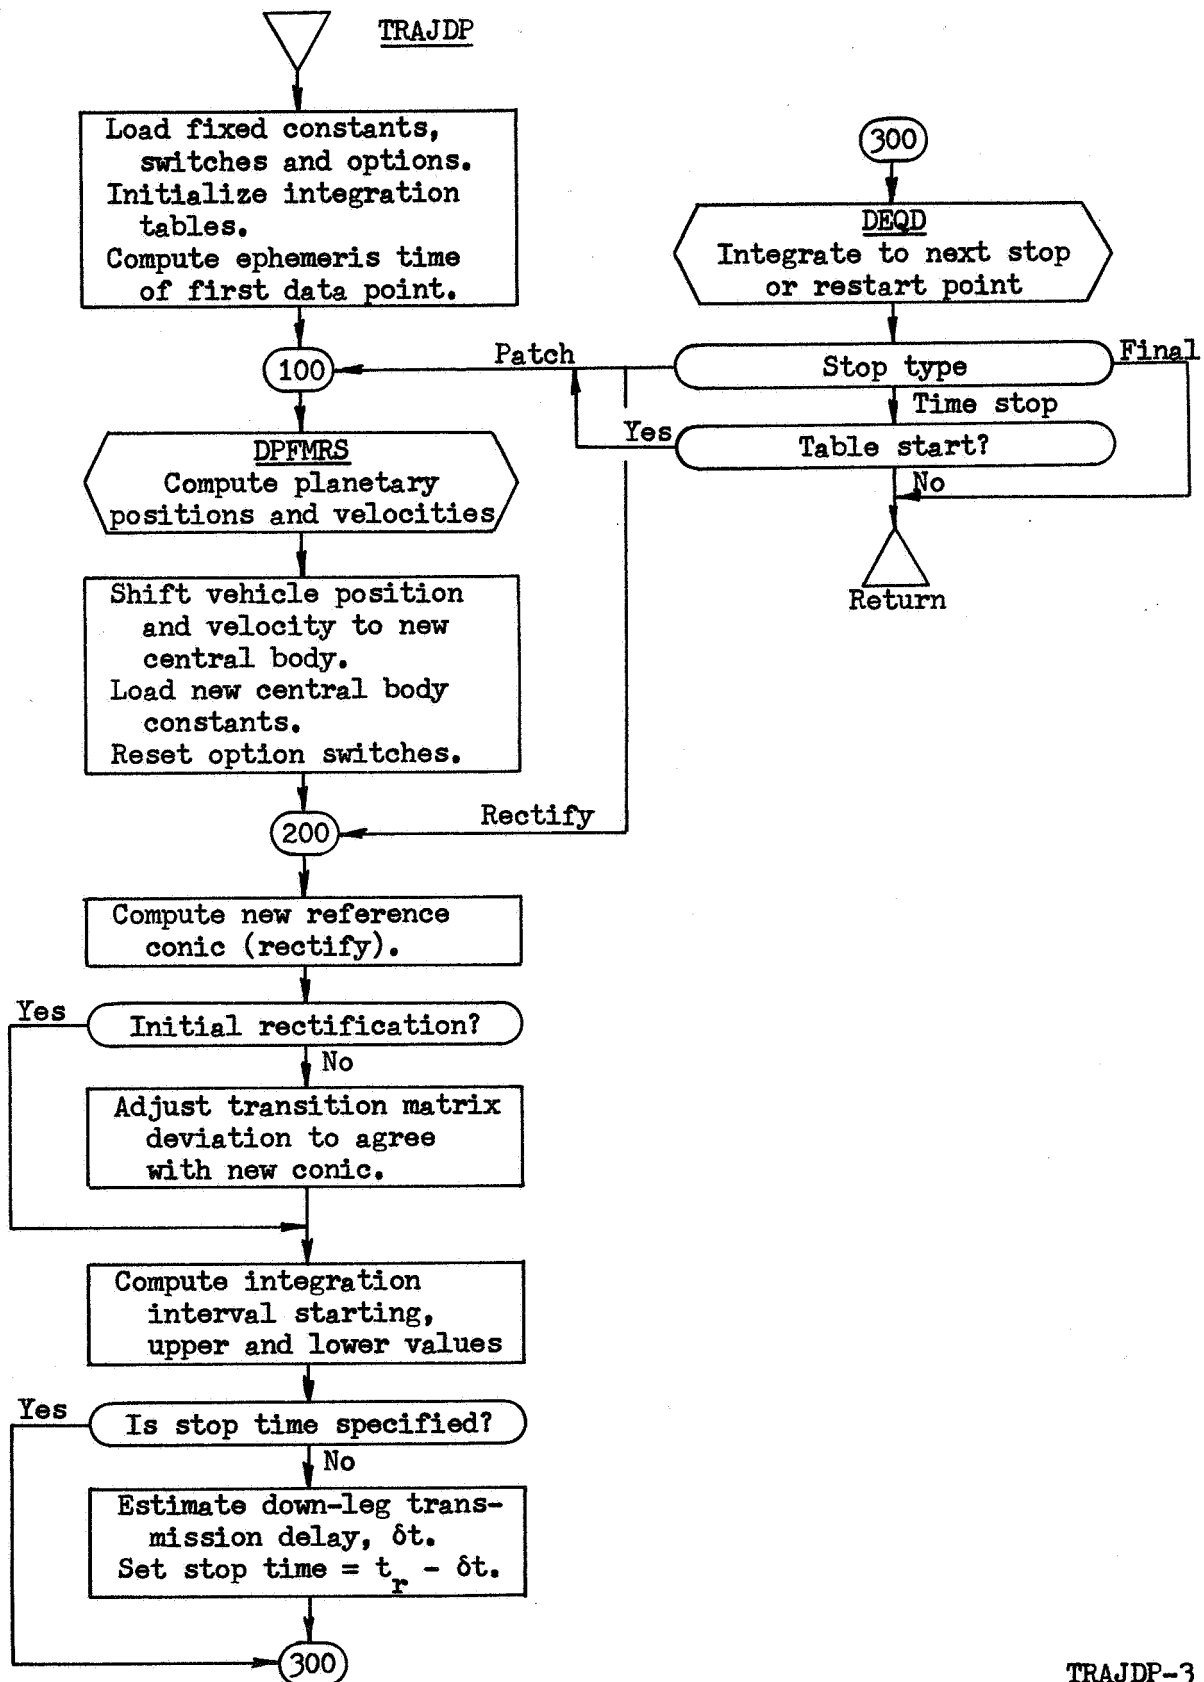 TRAJDP
Load fixed constants,
switches and options.
Initialize integration
tables.
Compute ephemeris time
of first data point.
100
DPFMRS
Compute planetary
positions and velocities
Shift vehicle position
and velocity to new
central body.
Load new central body
constants.
Reset option switches.
200
Compute new reference
conic (rectify).
Yes
Initial rectification?
No
Adjust transition matrix
deviation to agree
with new conic.
Compute integration
interval starting,
upper and lower values
Yes
Is stop time specified?
No
Estimate down-leg trans-
mission delay, δt.
Set stop time = t_r - δt.
300
300
DEQD
Integrate to next stop
or restart point
Patch
Stop type
Final
Time stop
Yes
Table start?
No
Return
Rectify
TRAJDP-3